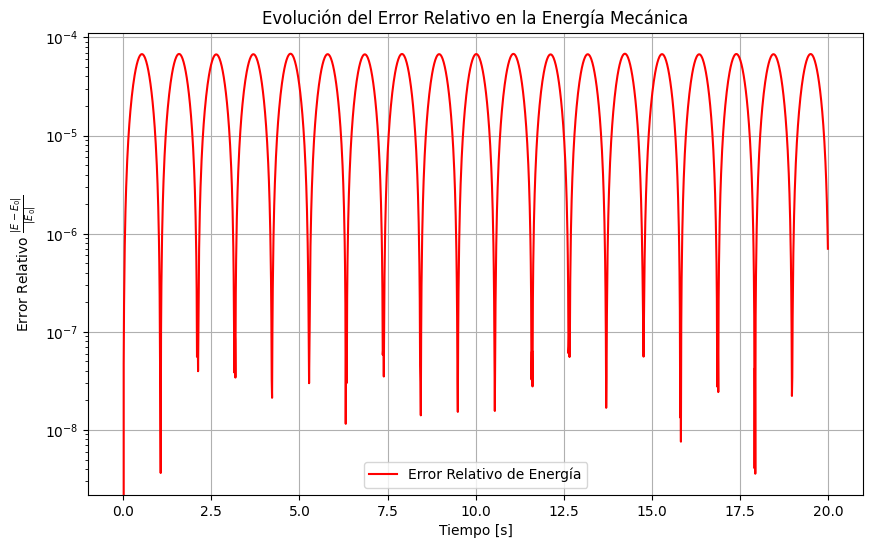 Evolución del Error Relativo en la Energía Mecánica
Error Relativo |E − E₀| / |E₀|
10⁻⁴
10⁻⁵
10⁻⁶
10⁻⁷
10⁻⁸
Error Relativo de Energía
0.0 2.5 5.0 7.5 10.0 12.5 15.0 17.5 20.0
Tiempo [s]